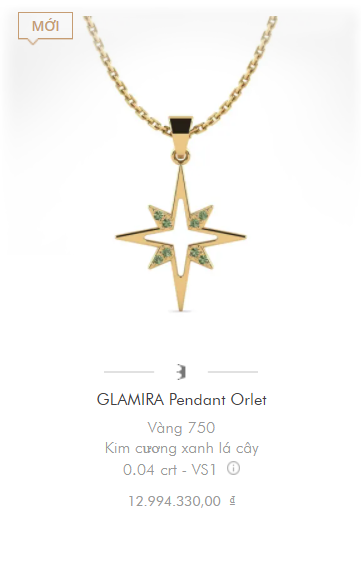 MỚI
GLAMIRA Pendant Orlet
Vàng 750
Kim cương xanh lá cây
0.04 crt - VS1
12.994.330,00 ₫